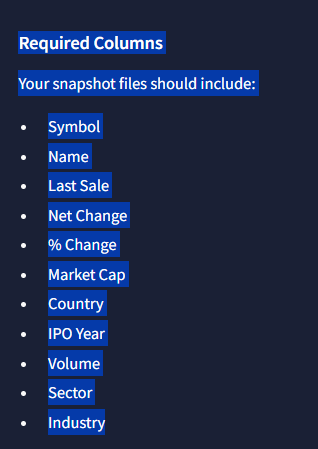 Required Columns
Your snapshot files should include:
Symbol
Name
Last Sale
Net Change
% Change
Market Cap
Country
IPO Year
Volume
Sector
Industry